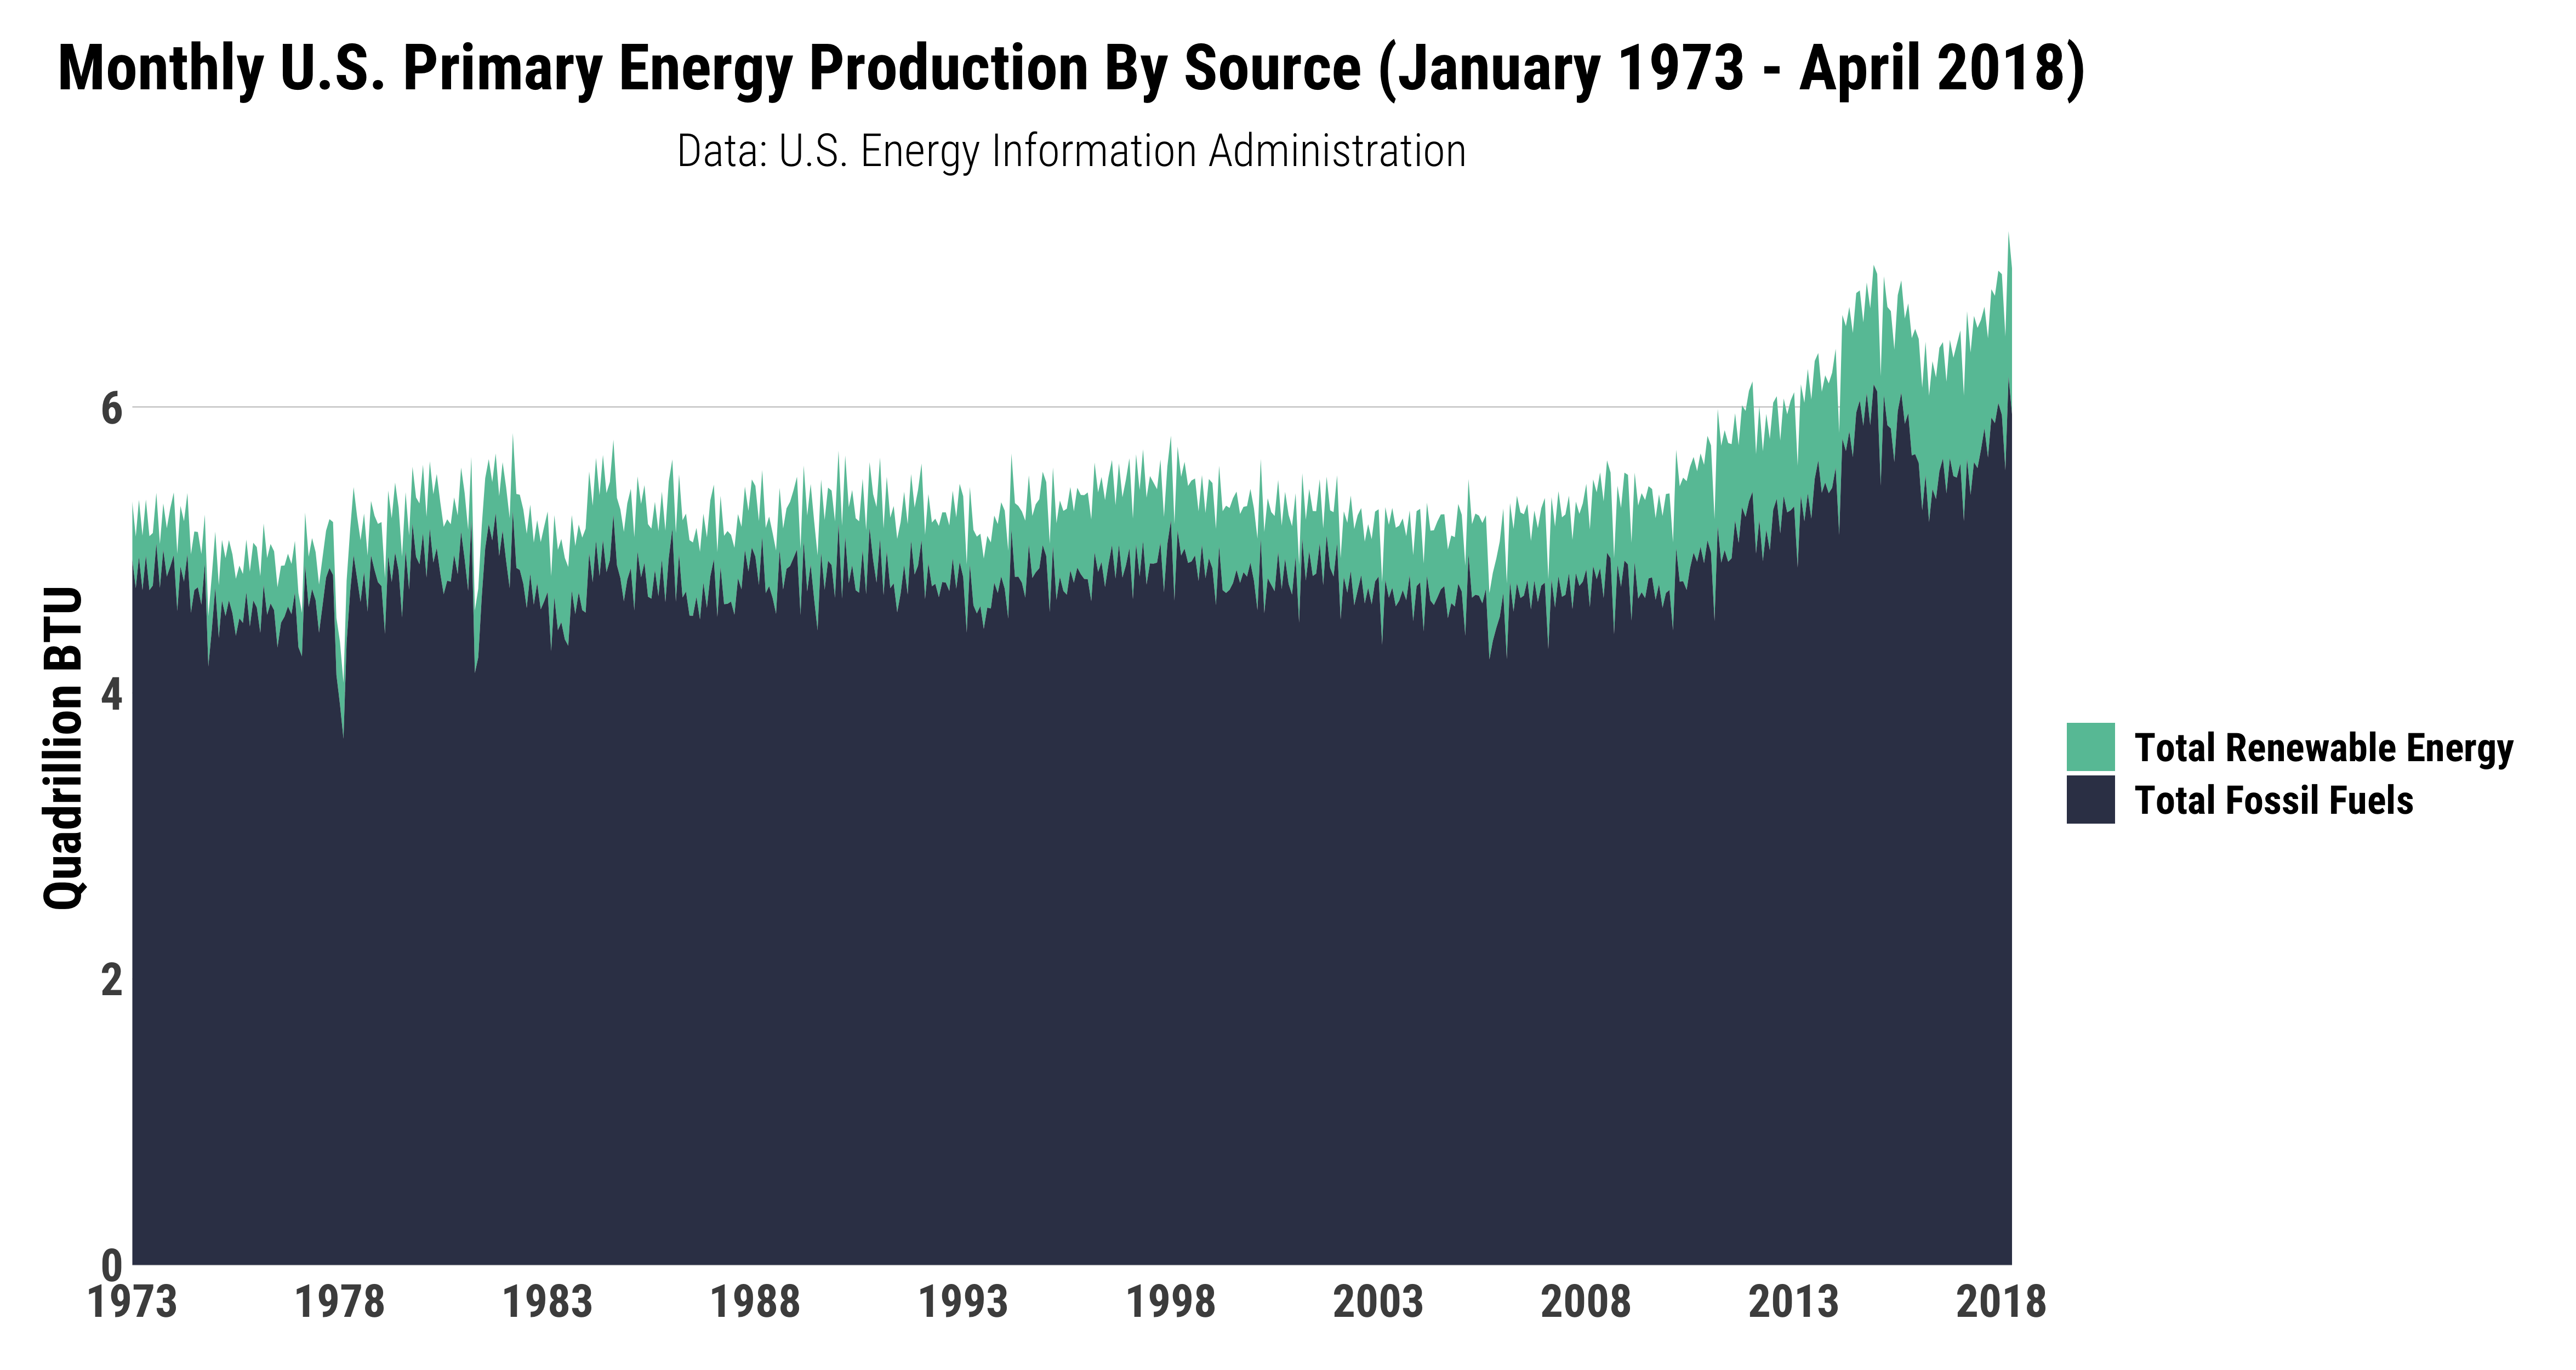 Monthly U.S. Primary Energy Production By Source (January 1973 - April 2018)
Data: U.S. Energy Information Administration
Quadrillion BTU
6
4
2
0
1973 1978 1983 1988 1993 1998 2003 2008 2013 2018
Total Renewable Energy
Total Fossil Fuels